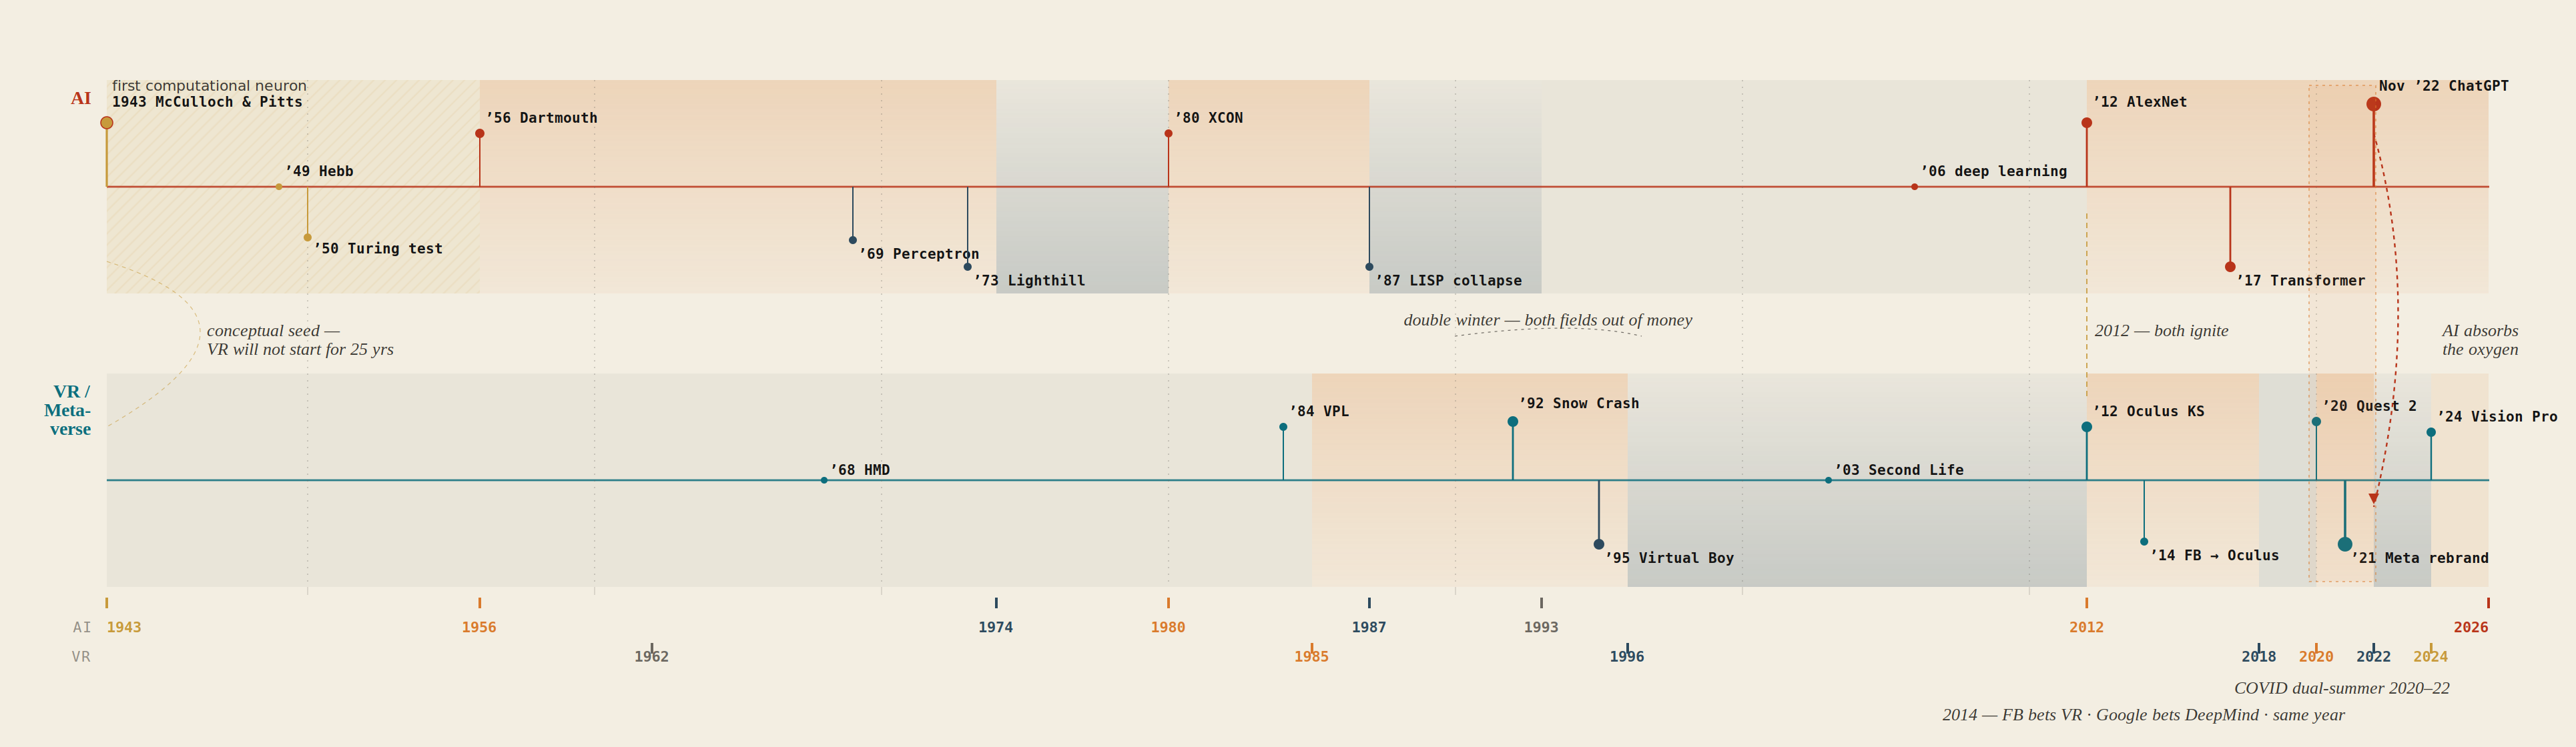 first computational neuron
1943 McCulloch & Pitts
Nov ’22 ChatGPT
AI
’12 AlexNet
’56 Dartmouth
’80 XCON
’49 Hebb
’06 deep learning
’50 Turing test
’69 Perceptron
’73 Lighthill
’87 LISP collapse
’17 Transformer
conceptual seed —
VR will not start for 25 yrs
double winter — both fields out of money
2012 — both ignite
AI absorbs
the oxygen
VR /
Meta-
verse
’84 VPL
’92 Snow Crash
’12 Oculus KS
’20 Quest 2
’24 Vision Pro
’68 HMD
’03 Second Life
’95 Virtual Boy
’14 FB → Oculus
’21 Meta rebrand
AI 1943 1956 1974 1980 1987 1993 2012 2026
VR 1962 1985 1996 2018 2020 2022 2024
COVID dual-summer 2020–22
2014 — FB bets VR · Google bets DeepMind · same year